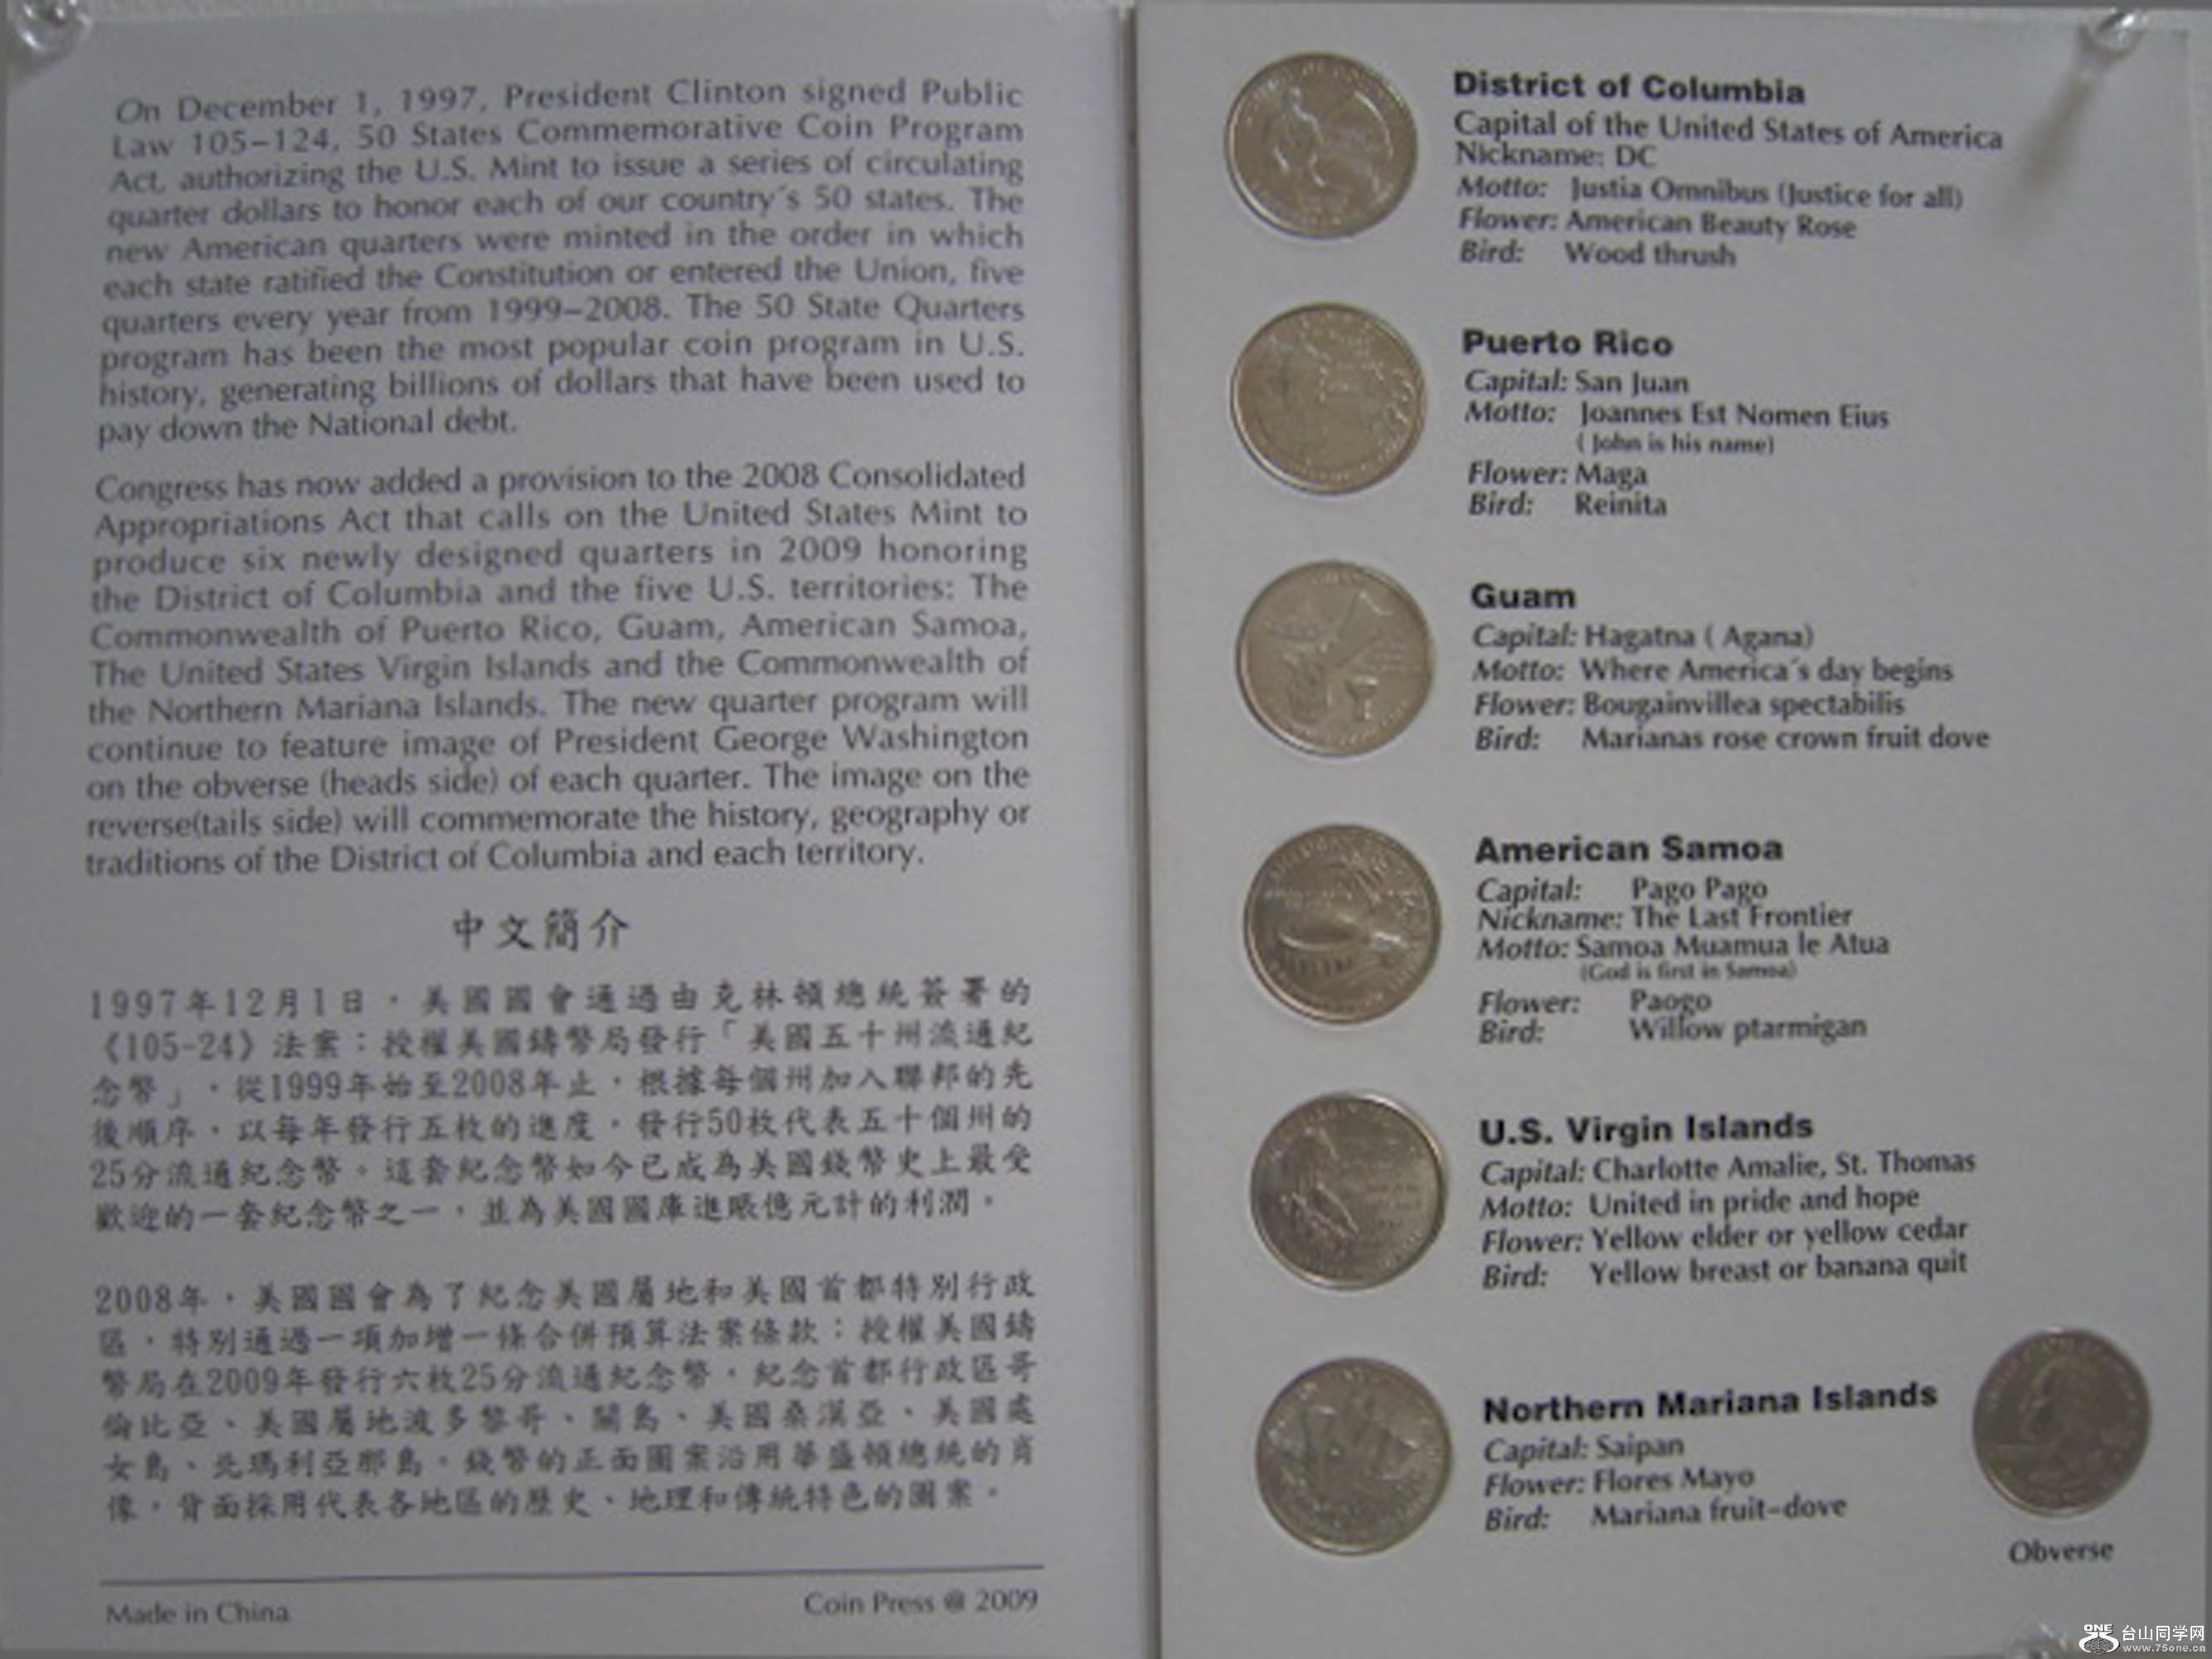 On December 1, 1997, President Clinton signed Public
Law 105-124, 50 States Commemorative Coin Program
Act, authorizing the U.S. Mint to issue a series of circulating
quarter dollars to honor each of our country´s 50 states. The
new American quarters were minted in the order in which
each state ratified the Constitution or entered the Union, five
quarters every year from 1999-2008. The 50 State Quarters
program has been the most popular coin program in U.S.
history, generating billions of dollars that have been used to
pay down the National debt.
Congress has now added a provision to the 2008 Consolidated
Appropriations Act that calls on the United States Mint to
produce six newly designed quarters in 2009 honoring
the District of Columbia and the five U.S. territories: The
Commonwealth of Puerto Rico, Guam, American Samoa,
The United States Virgin Islands and the Commonwealth of
the Northern Mariana Islands. The new quarter program will
continue to feature image of President George Washington
on the obverse (heads side) of each quarter. The image on the
reverse(tails side) will commemorate the history, geography or
traditions of the District of Columbia and each territory.
中文簡介
1997年12月1日，美國國會通過由克林頓總統簽署的
《105-24》法案：授權美國鑄幣局發行「美國五十州流通紀
念幣」，從1999年始至2008年止，根據每個州加入聯邦的先
後順序，以每年發行五枚的進度，發行50枚代表五十個州的
25分流通紀念幣。這套紀念幣如今已成為美國錢幣史上最受
歡迎的一套紀念幣之一，並為美國國庫進賬億元計的利潤。
2008年，美國國會為了紀念美國屬地和美國首都特別行政
區，特別通過一項加增一條合併預算法案條款：授權美國鑄
幣局在2009年發行六枚25分流通紀念幣，紀念首都行政區哥
倫比亞、美國屬地波多黎哥、關島、美國桑漠亞、美國處
女島、北瑪利亞那島。錢幣的正面圖案沿用華盛頓總統的肖
像，背面採用代表各地區的歷史、地理和傳統特色的圖案。
Made in China
Coin Press @ 2009
District of Columbia
Capital of the United States of America
Nickname: DC
Motto: Justia Omnibus (Justice for all)
Flower: American Beauty Rose
Bird: Wood thrush
Puerto Rico
Capital: San Juan
Motto: Joannes Est Nomen Eius
( John is his name)
Flower: Maga
Bird: Reinita
Guam
Capital: Hagatna ( Agana)
Motto: Where America´s day begins
Flower: Bougainvillea spectabilis
Bird: Marianas rose crown fruit dove
American Samoa
Capital: Pago Pago
Nickname: The Last Frontier
Motto: Samoa Muamua le Atua
(God is first in Samoa)
Flower: Paogo
Bird: Willow ptarmigan
U.S. Virgin Islands
Capital: Charlotte Amalie, St. Thomas
Motto: United in pride and hope
Flower: Yellow elder or yellow cedar
Bird: Yellow breast or banana quit
Northern Mariana Islands
Capital: Saipan
Flower: Flores Mayo
Bird: Mariana fruit-dove
Obverse
ONE 台山同学网
www.75one.cn